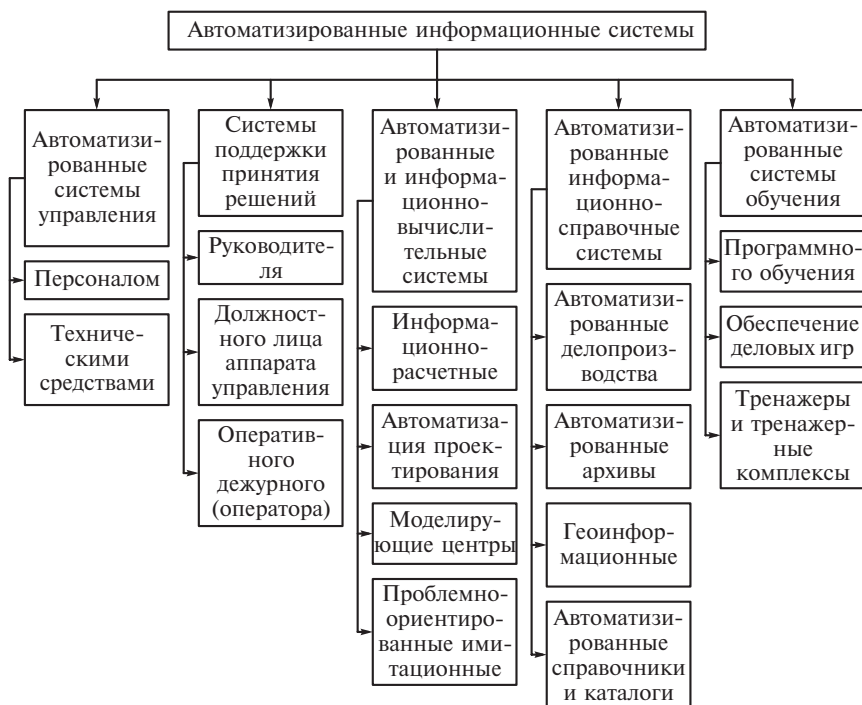 Автоматизированные информационные системы
Автоматизи-
рованные
системы
управления
Персоналом
Техничес-
скими
средствами
Системы
поддержки
принятия
решений
Руководите-
ля
Должност-
ного лица
аппарата
управления
Оператив-
ного
дежурного
(оператора)
Автоматизи-
рованные
и информа-
ционно-
вычисли-
тельные
системы
Информа-
ционно-
расчетные
Автоматиза-
ция проек-
тирования
Моделиру-
ющие центры
Проблемно-
ориентиро-
ванные ими-
тационные
Автоматизи-
рованные
информа-
ционно-
справочные
системы
Автоматизи-
рованные
делопроиз-
водства
Автоматизи-
рованные
архивы
Геоинфор-
мационные
Автоматизи-
рованные
справочники
и каталоги
Автоматизи-
рованные
системы
обучения
Программно-
го обучения
Обеспечение
деловых игр
Тренажеры
и тренажер-
ные
комплексы